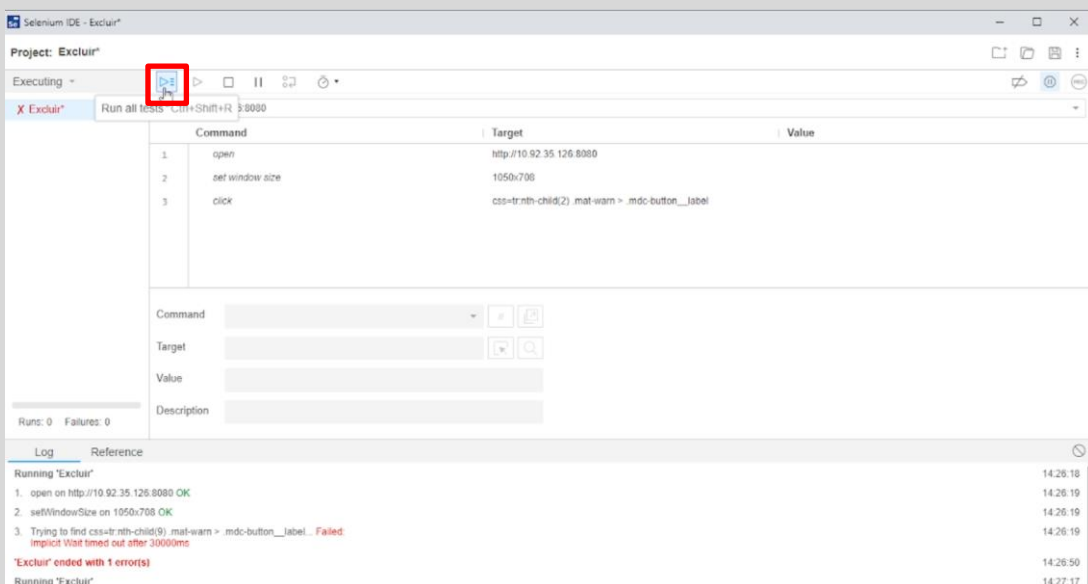 Selenium IDE - Excluir*
Project: Excluir*
Executing
X Excluir*
Run all tests Ctrl+Shift+R
:8080
Command Target Value
1 open http://10.92.35.126:8080
2 set window size 1050x708
3 click css=tr:nth-child(2) .mat-warn > .mdc-button__label
Command
Target
Value
Description
Runs: 0 Failures: 0
Log Reference
Running 'Excluir' 14:26:18
1. open on http://10.92.35.126:8080 OK 14:26:19
2. setWindowSize on 1050x708 OK 14:26:19
3. Trying to find css=tr:nth-child(9) .mat-warn > .mdc-button__label... Failed: 14:26:19
Implicit Wait timed out after 30000ms
'Excluir' ended with 1 error(s) 14:26:50
Running 'Excluir' 14:27:17